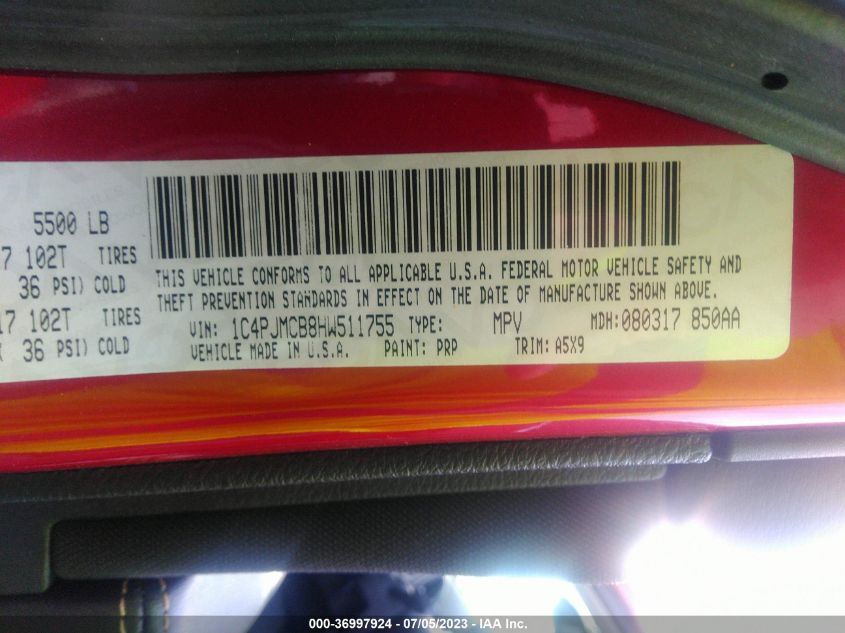 5500 LB
7 102T TIRES
36 PSI) COLD
17 102T TIRES
36 PSI) COLD
THIS VEHICLE CONFORMS TO ALL APPLICABLE U.S.A. FEDERAL MOTOR VEHICLE SAFETY AND
THEFT PREVENTION STANDARDS IN EFFECT ON THE DATE OF MANUFACTURE SHOWN ABOVE.
VIN: 1C4PJMCB8HW511755 TYPE: MPV MDH:080317 850AA
VEHICLE MADE IN U.S.A. PAINT: PRP TRIM: A5X9
000-36997924 - 07/05/2023 - IAA Inc.